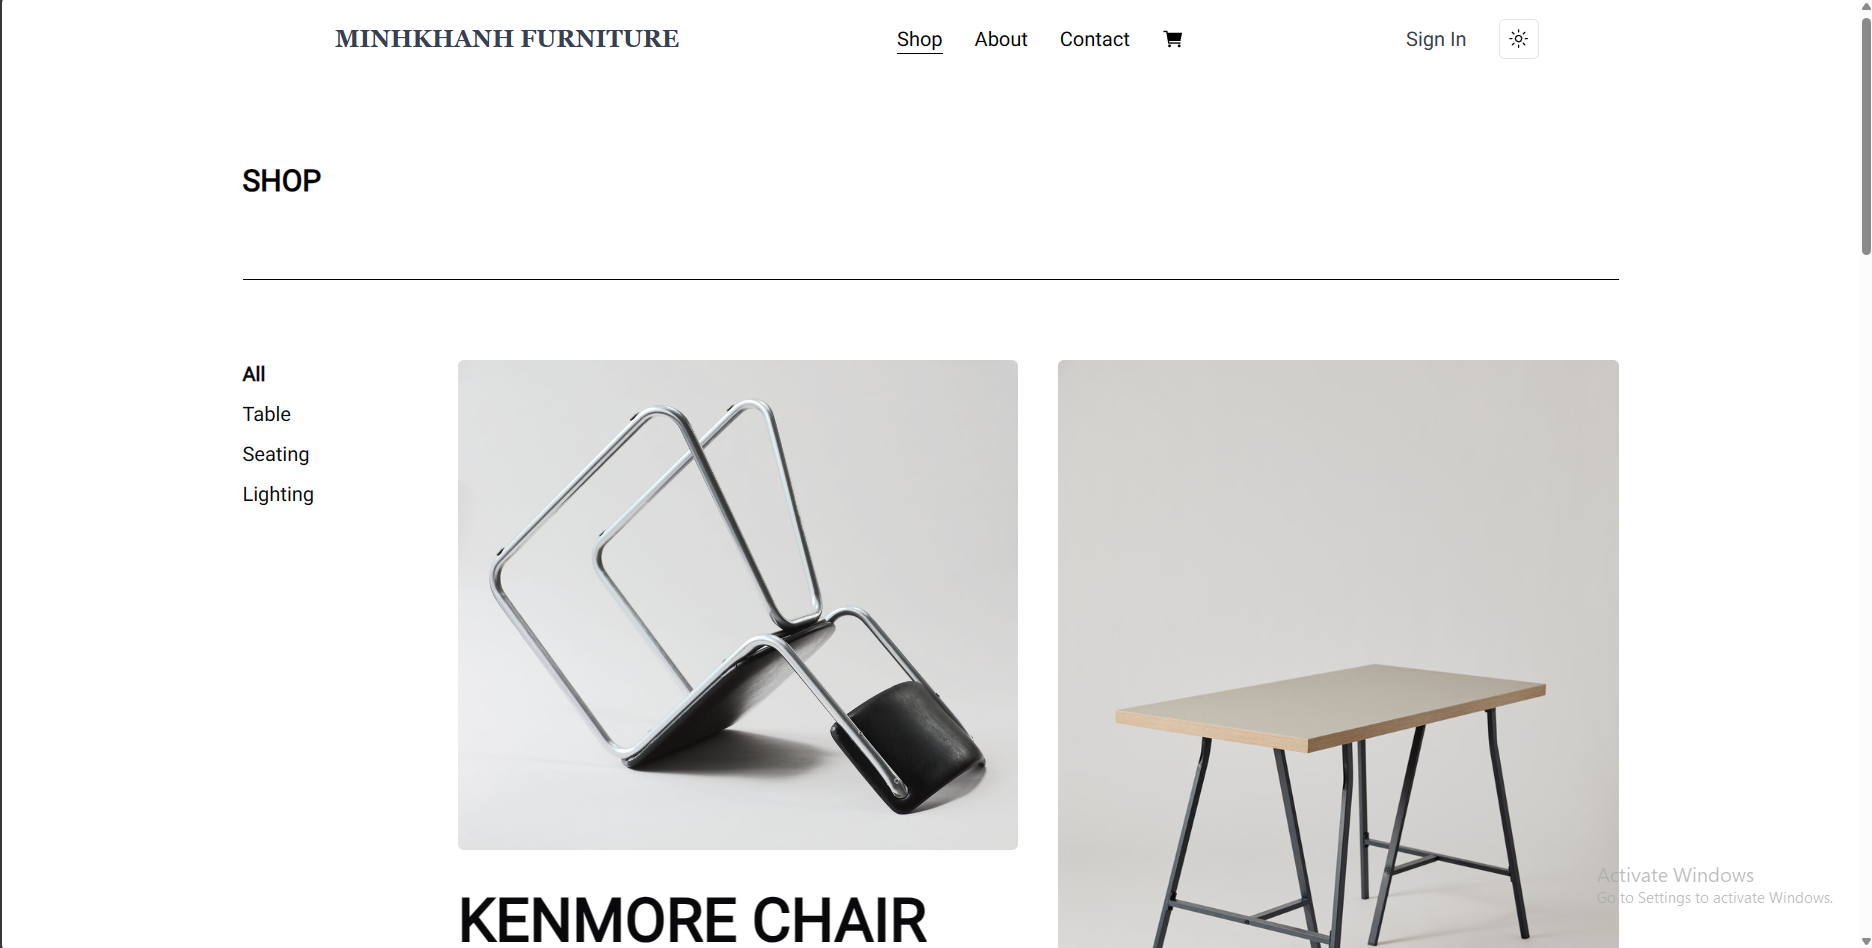 MINHKHANH FURNITURE
Shop
About
Contact
Sign In
SHOP
All
Table
Seating
Lighting
KENMORE CHAIR
Activate Windows
Go to Settings to activate Windows.